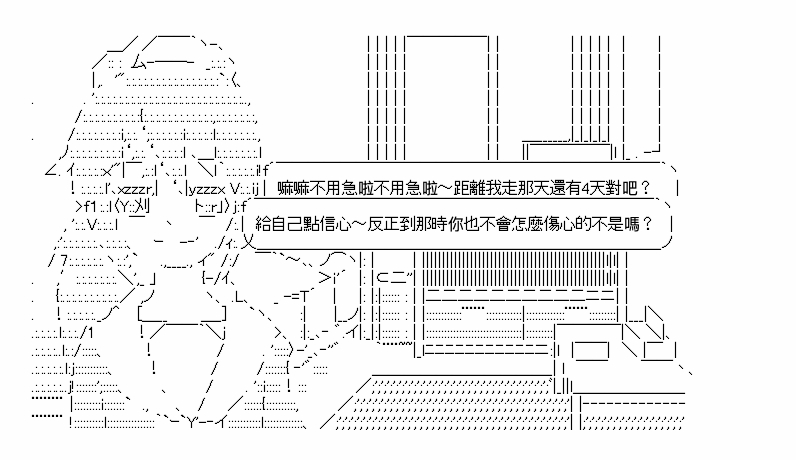 嘛嘛不用急啦不用急啦～距離我走那天還有4天對吧？
給自己點信心～反正到那時你也不會怎麼傷心的不是嗎？